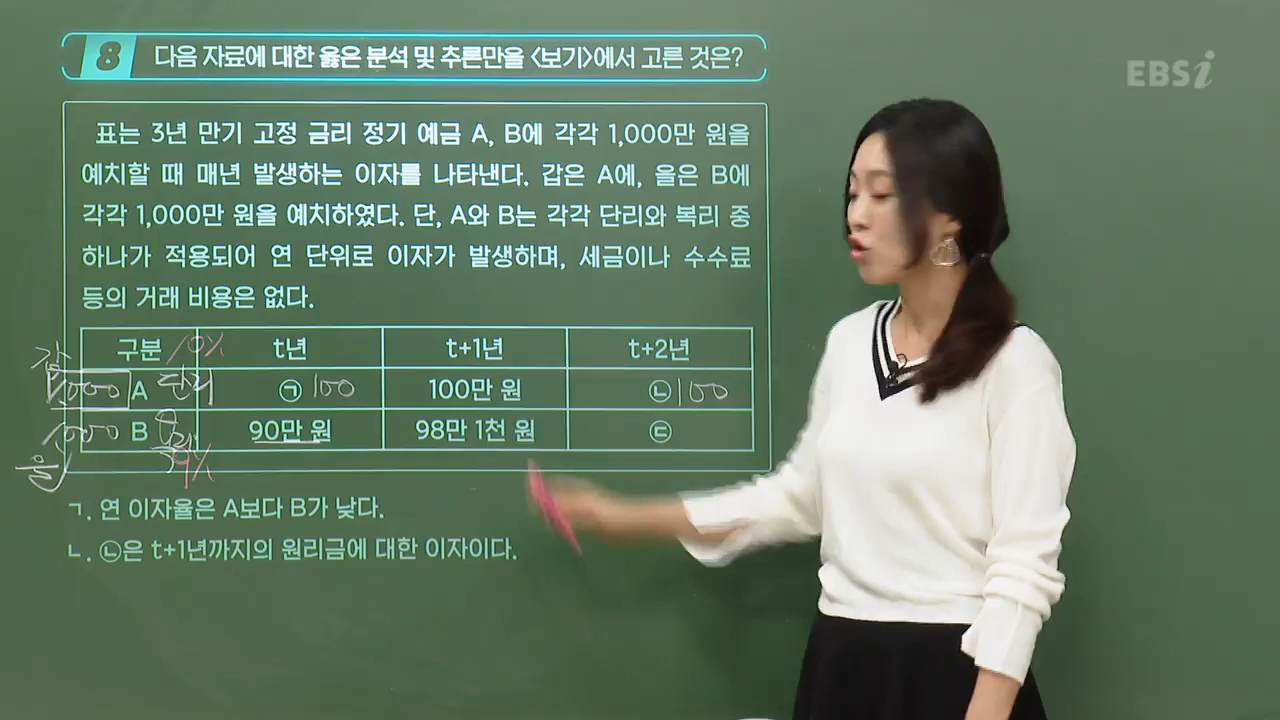 8 다음 자료에 대한 옳은 분석 및 추론만을 <보기>에서 고른 것은?
EBSi
표는 3년 만기 고정 금리 정기 예금 A, B에 각각 1,000만 원을
예치할 때 매년 발생하는 이자를 나타낸다. 갑은 A에, 을은 B에
각각 1,000만 원을 예치하였다. 단, A와 B는 각각 단리와 복리 중
하나가 적용되어 연 단위로 이자가 발생하며, 세금이나 수수료
등의 거래 비용은 없다.
구분 10% t년 t+1년 t+2년
갑
1,000 A 단리 ㉠ 100 100만 원 ㉡ 100
1,000 B 복리 90만 원 98만 1천 원 ㉢
을 9%
ㄱ. 연 이자율은 A보다 B가 낮다.
ㄴ. ㉡은 t+1년까지의 원리금에 대한 이자이다.